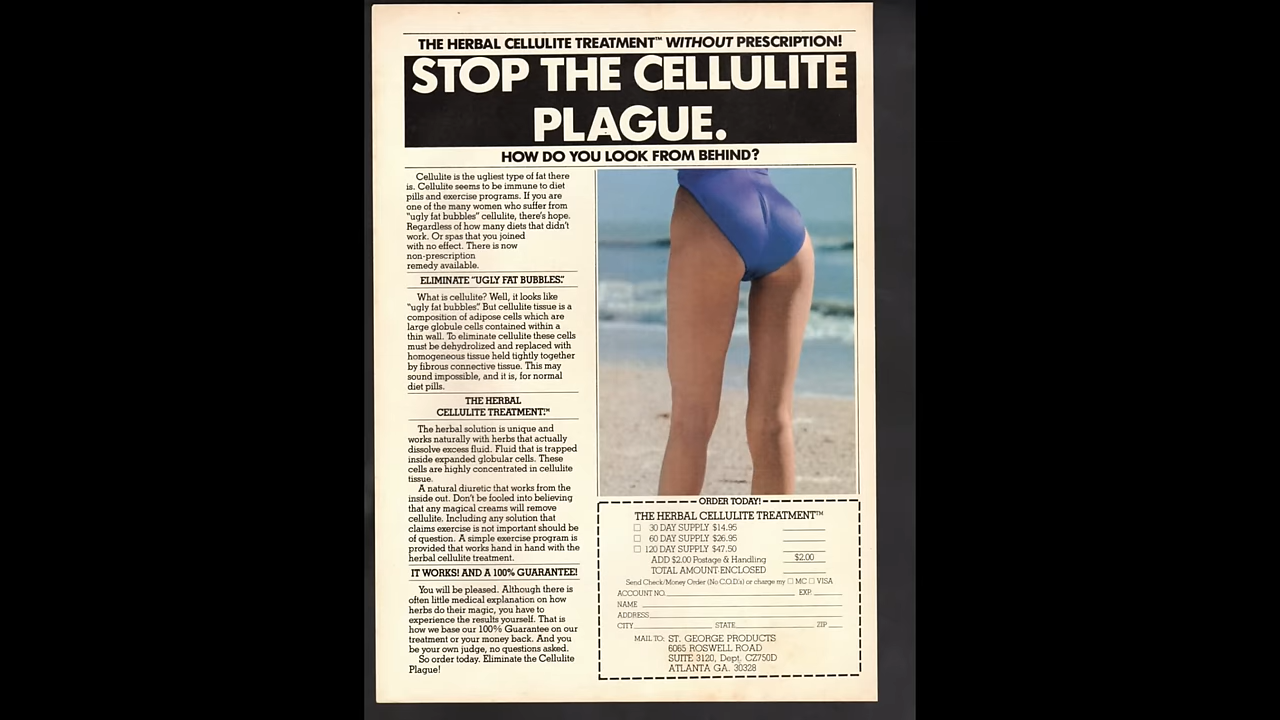 THE HERBAL CELLULITE TREATMENT™ WITHOUT PRESCRIPTION!
STOP THE CELLULITE
PLAGUE.
HOW DO YOU LOOK FROM BEHIND?
Cellulite is the ugliest type of fat there
is. Cellulite seems to be immune to diet
pills and exercise programs. If you are
one of the many women who suffer from
"ugly fat bubbles" cellulite, there's hope.
Regardless of how many diets that didn't
work. Or spas that you joined
with no effect. There is now
non-prescription
remedy available.
ELIMINATE "UGLY FAT BUBBLES."
What is cellulite? Well, it looks like
"ugly fat bubbles." But cellulite tissue is a
composition of adipose cells which are
large globule cells contained within a
thin wall. To eliminate cellulite these cells
must be dehydrolized and replaced with
homogeneous tissue held tightly together
by fibrous connective tissue. This may
sound impossible, and it is, for normal
diet pills.
THE HERBAL
CELLULITE TREATMENT.™
The herbal solution is unique and
works naturally with herbs that actually
dissolve excess fluid. Fluid that is trapped
inside expanded globular cells. These
cells are highly concentrated in cellulite
tissue.
A natural diuretic that works from the
inside out. Don't be fooled into believing
that any magical creams will remove
cellulite. Including any solution that
claims exercise is not important should be
of question. A simple exercise program is
provided that works hand in hand with the
herbal cellulite treatment.
IT WORKS! AND A 100% GUARANTEE!
You will be pleased. Although there is
often little medical explanation on how
herbs do their magic, you have to
experience the results yourself. That is
how we base our 100% Guarantee on our
treatment or your money back. And you
be your own judge, no questions asked.
So order today. Eliminate the Cellulite
Plague!
ORDER TODAY!
THE HERBAL CELLULITE TREATMENT™
30 DAY SUPPLY $14.95
60 DAY SUPPLY $26.95
120 DAY SUPPLY $47.50
ADD $2.00 Postage & Handling $2.00
TOTAL AMOUNT ENCLOSED
Send Check/Money Order (No C.O.D.'s) or charge my MC VISA
ACCOUNT NO. EXP.
NAME
ADDRESS
CITY STATE ZIP
MAIL TO: ST. GEORGE PRODUCTS
6065 ROSWELL ROAD
SUITE 3120, Dept. CZ750D
ATLANTA GA. 30328